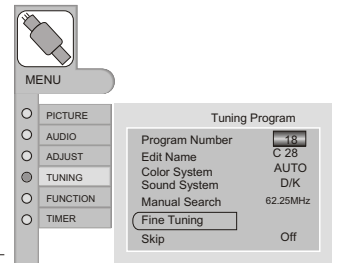 MENU
PICTURE
AUDIO
ADJUST
TUNING
FUNCTION
TIMER
Tuning Program
Program Number 18
Edit Name C 28
Color System AUTO
Sound System D/K
Manual Search 62.25MHz
Fine Tuning
Skip Off